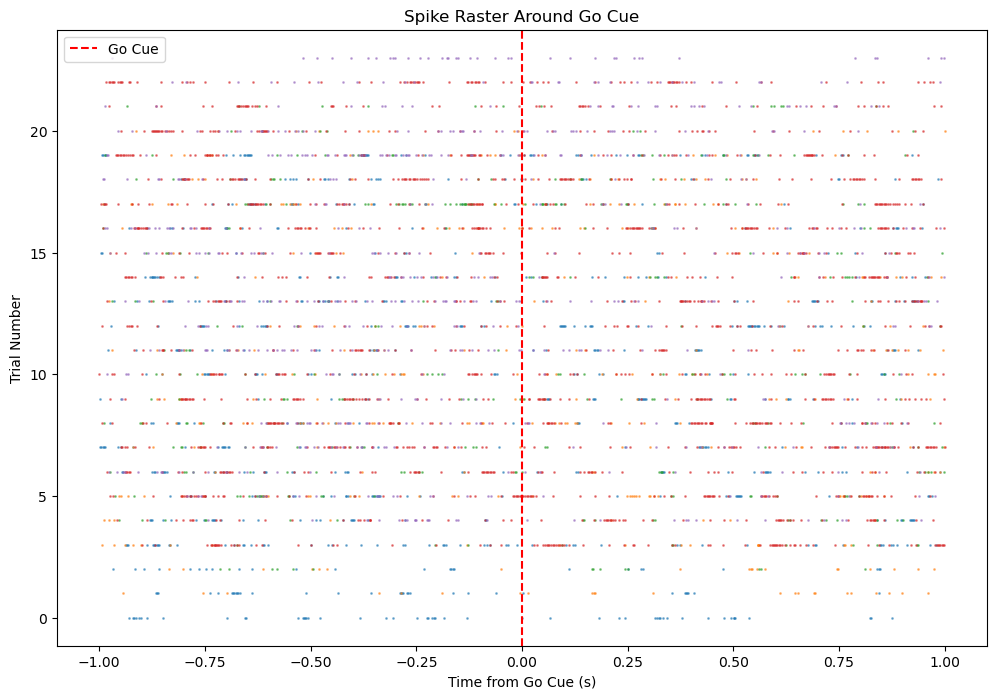 Spike Raster Around Go Cue
Go Cue
Trial Number
20
15
10
5
0
−1.00 −0.75 −0.50 −0.25 0.00 0.25 0.50 0.75 1.00
Time from Go Cue (s)